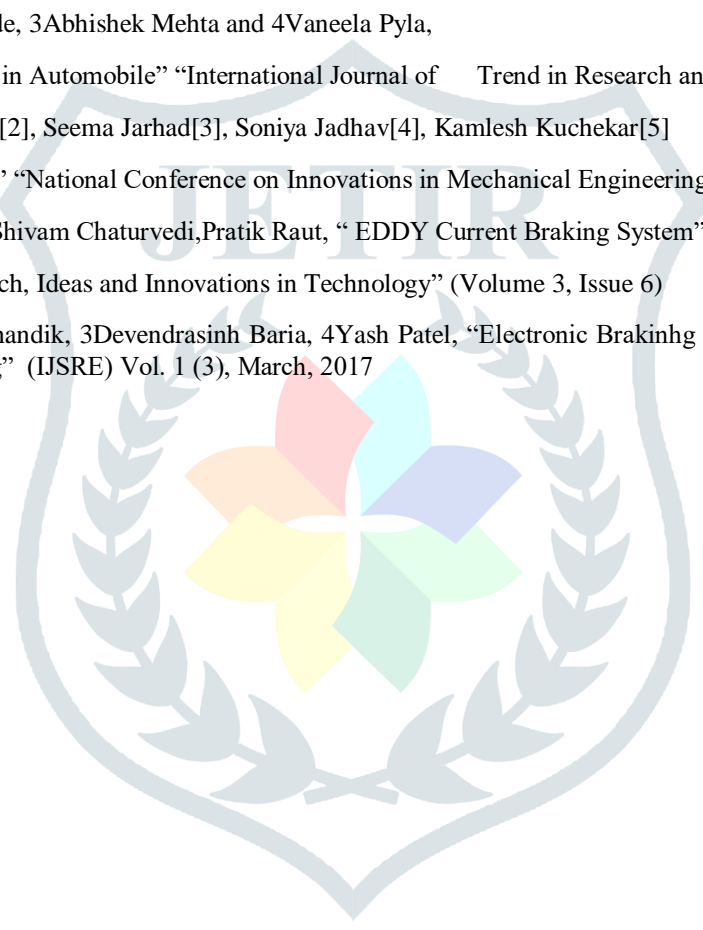 de, 3Abhishek Mehta and 4Vaneela Pyla,
in Automobile” “International Journal of Trend in Research an
[2], Seema Jarhad[3], Soniya Jadhav[4], Kamlesh Kuchekar[5]
” “National Conference on Innovations in Mechanical Engineering
Shivam Chaturvedi,Pratik Raut, “ EDDY Current Braking System”
ch, Ideas and Innovations in Technology” (Volume 3, Issue 6)
handik, 3Devendrasinh Baria, 4Yash Patel, “Electronic Brakinhg
g” (IJSRE) Vol. 1 (3), March, 2017
JETIR